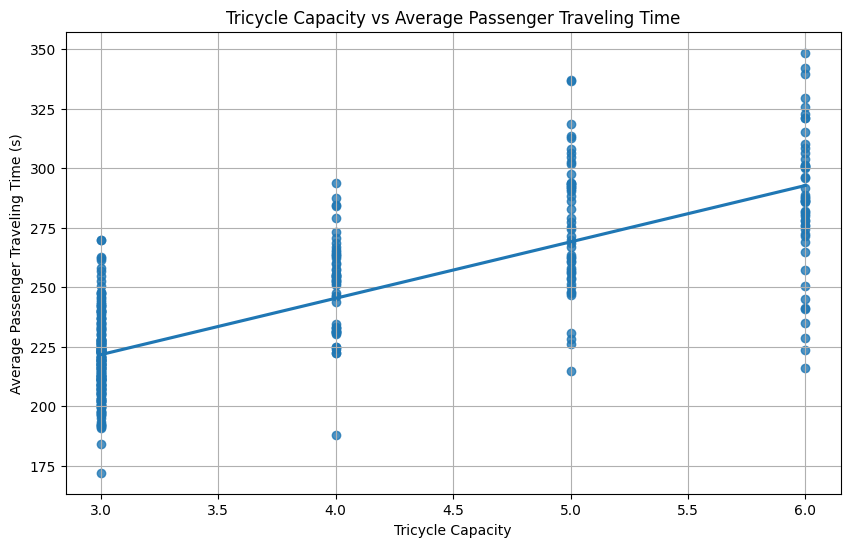 Tricycle Capacity vs Average Passenger Traveling Time
350
325
300
275
250
225
200
175
Average Passenger Traveling Time (s)
3.0 3.5 4.0 4.5 5.0 5.5 6.0
Tricycle Capacity